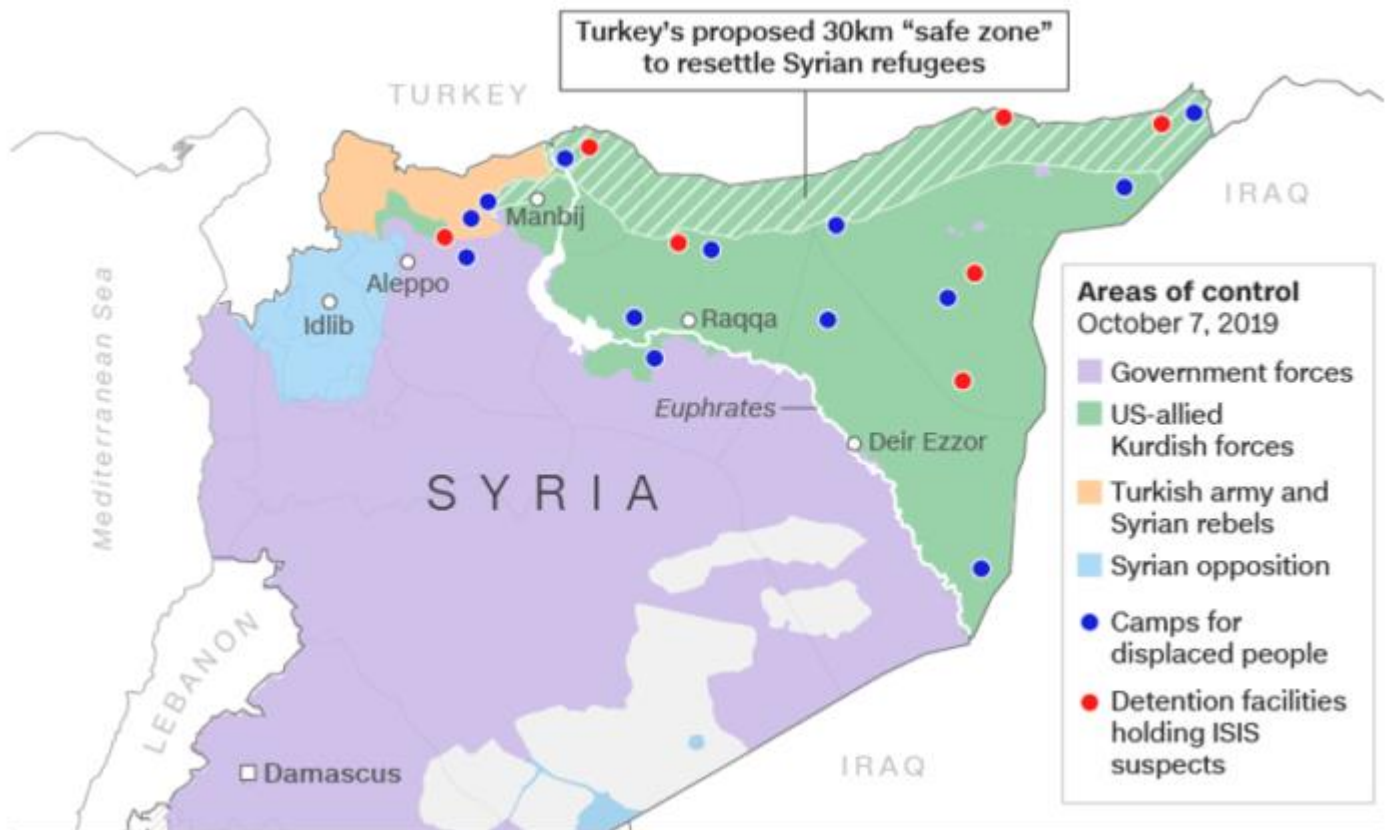 Turkey's proposed 30km “safe zone”
to resettle Syrian refugees
TURKEY
IRAQ
Manbij
Aleppo
Idlib
Raqqa
Euphrates
Deir Ezzor
Mediterranean Sea
SYRIA
LEBANON
Damascus
IRAQ
Areas of control
October 7, 2019
Government forces
US-allied
Kurdish forces
Turkish army and
Syrian rebels
Syrian opposition
Camps for
displaced people
Detention facilities
holding ISIS
suspects